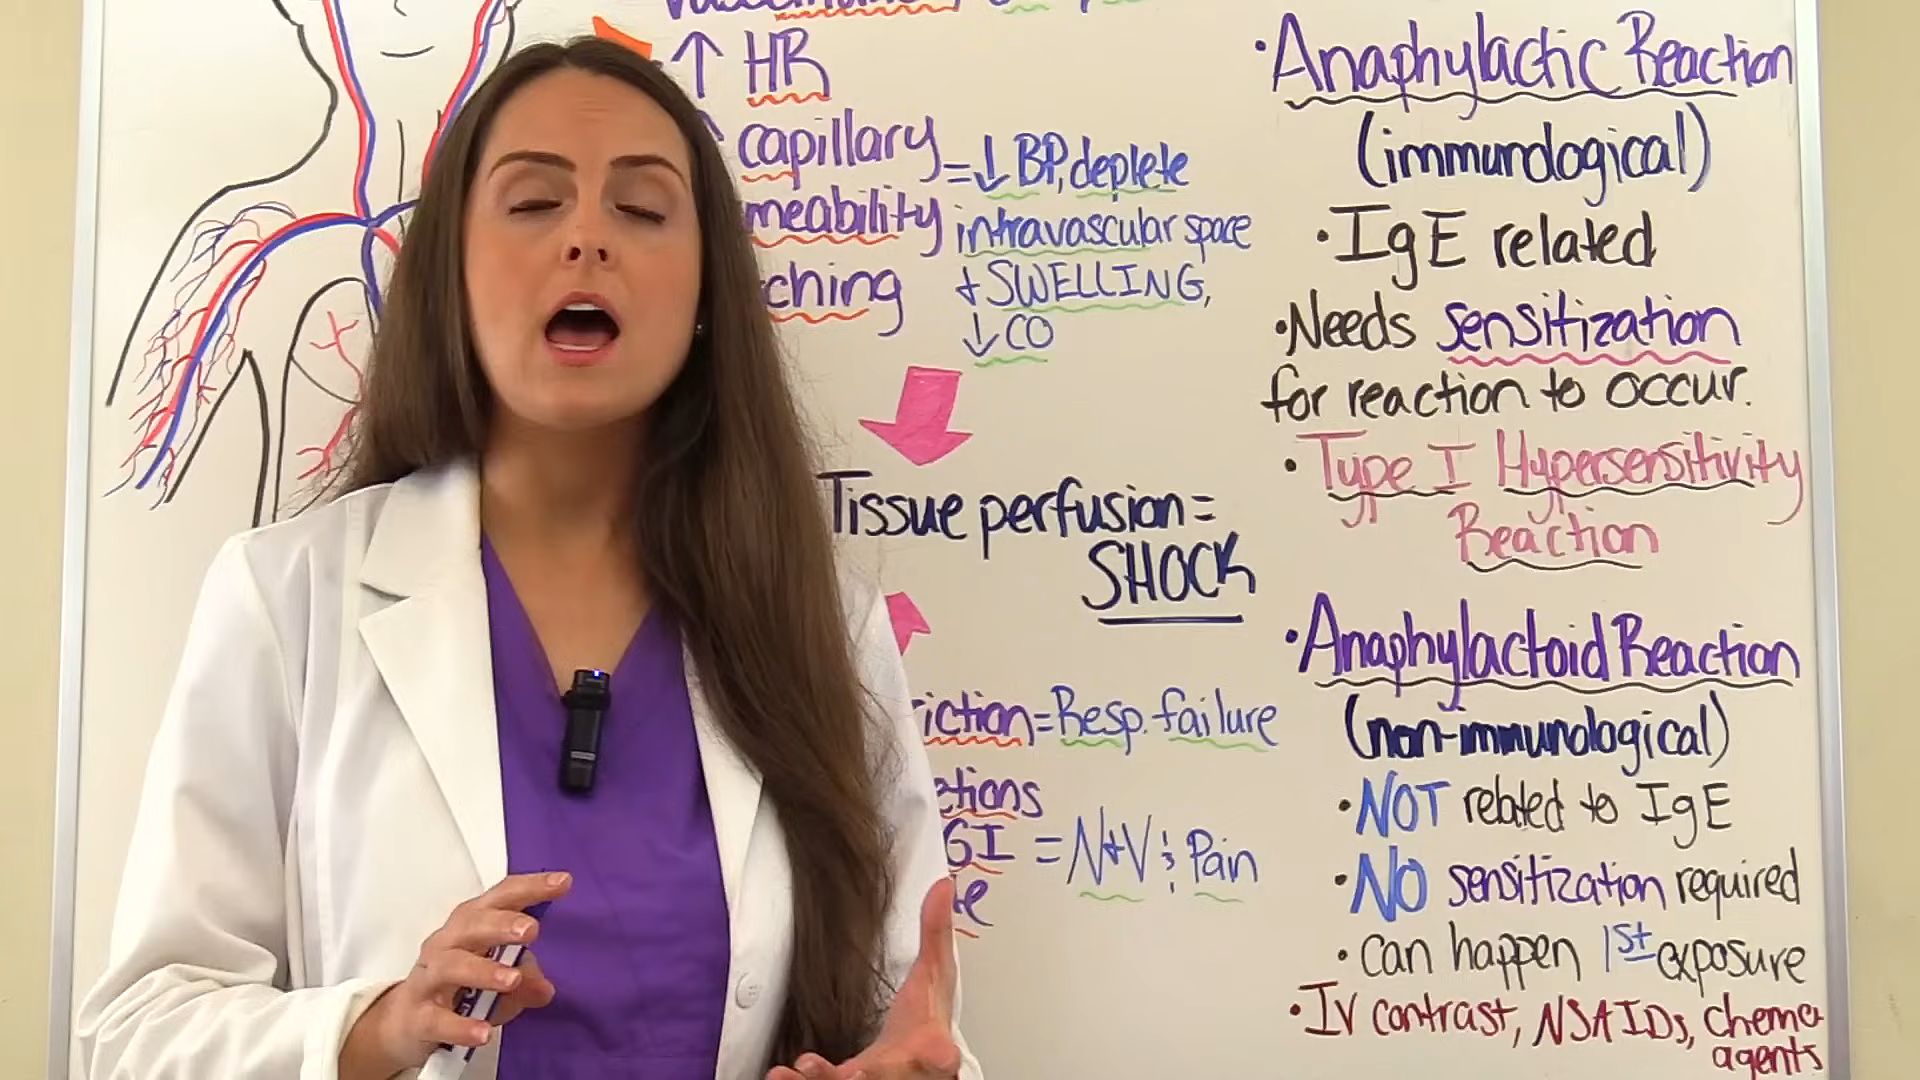 ↑ HR
capillary
=↓BP, deplete
meability
intravascular space
ching
+ SWELLING,
↓CO
Tissue perfusion=
SHOCK
iction=Resp. failure
etions
GI = N+V & Pain
•Anaphylactic Reaction
(immunological)
•IgE related
•Needs sensitization
for reaction to occur.
•Type I Hypersensitivity
Reaction
•Anaphylactoid Reaction
(non-immunological)
•NOT related to IgE
•NO sensitization required
•can happen 1st exposure
•IV contrast, NSAIDs, chemo
agents